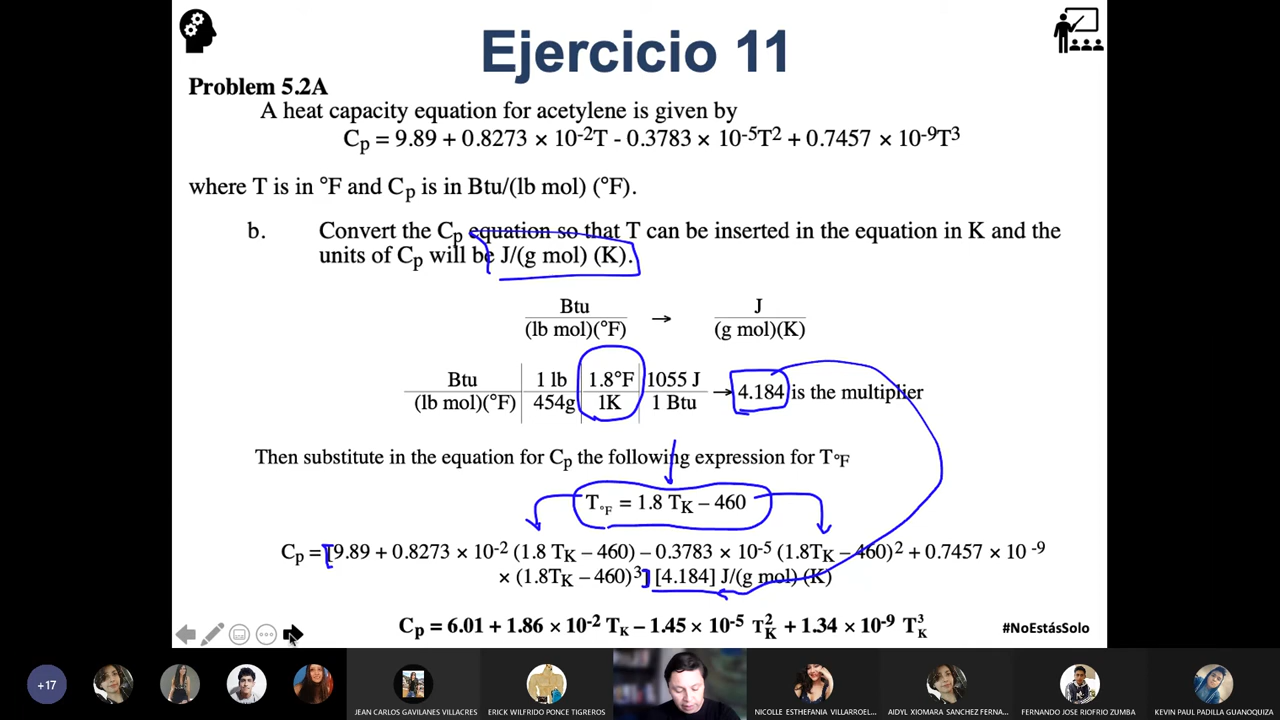 Ejercicio 11
Problem 5.2A
A heat capacity equation for acetylene is given by
Cp = 9.89 + 0.8273 × 10-2T - 0.3783 × 10-5T2 + 0.7457 × 10-9T3
where T is in °F and Cp is in Btu/(lb mol) (°F).
b. Convert the Cp equation so that T can be inserted in the equation in K and the
units of Cp will be J/(g mol) (K).
Btu → J
(lb mol)(°F) (g mol)(K)
Btu 1 lb 1.8°F 1055 J → 4.184 is the multiplier
(lb mol)(°F) 454g 1K 1 Btu
Then substitute in the equation for Cp the following expression for T°F
T°F = 1.8 TK – 460
Cp = [9.89 + 0.8273 × 10-2 (1.8 TK – 460) – 0.3783 × 10-5 (1.8TK – 460)2 + 0.7457 × 10 -9
× (1.8TK – 460)3] [4.184] J/(g mol) (K)
Cp = 6.01 + 1.86 × 10-2 TK – 1.45 × 10-5 T2K + 1.34 × 10-9 T3K
#NoEstásSolo
+17
JEAN CARLOS GAVILANES VILLACRES
ERICK WILFRIDO PONCE TIGREROS
NICOLLE ESTHEFANIA VILLARROEL...
AIDYL XIOMARA SANCHEZ FERNA...
FERNANDO JOSE RIOFRIO ZUMBA
KEVIN PAUL PADILLA GUANOQUIZA